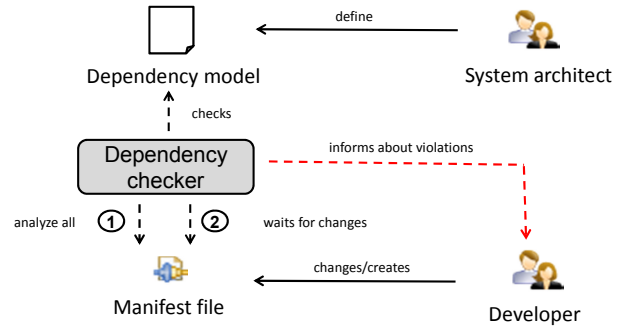 define
Dependency model
System architect
checks
Dependency
checker
informs about violations
analyze all
1
2
waits for changes
changes/creates
Manifest file
Developer